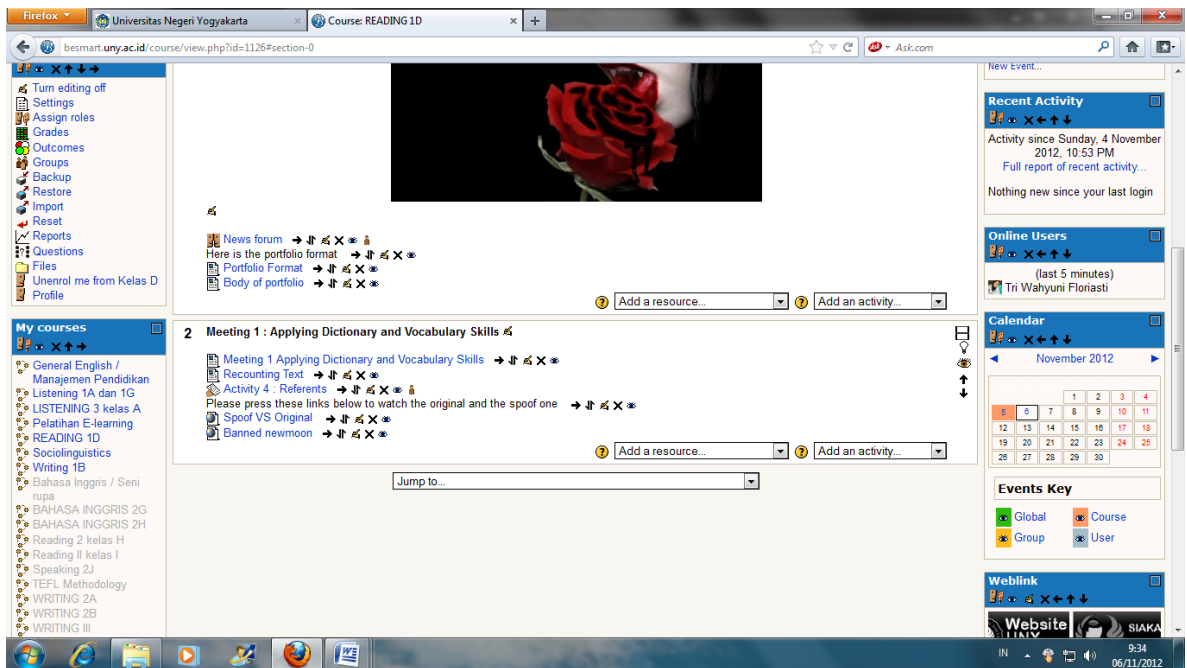 Firefox
Universitas Negeri Yogyakarta
Course: READING 1D
besmart.uny.ac.id/course/view.php?id=1126#section-0
Ask.com
Turn editing off
Settings
Assign roles
Grades
Outcomes
Groups
Backup
Restore
Import
Reset
Reports
Questions
Files
Unenrol me from Kelas D
Profile
My courses
General English /
Manajemen Pendidikan
Listening 1A dan 1G
LISTENING 3 kelas A
Pelatihan E-learning
READING 1D
Sociolinguistics
Writing 1B
Bahasa Inggris / Seni
rupa
BAHASA INGGRIS 2G
BAHASA INGGRIS 2H
Reading 2 kelas H
Reading II kelas I
Speaking 2J
TEFL Methodology
WRITING 2A
WRITING 2B
WRITING III
News forum
Here is the portfolio format
Portfolio Format
Body of portfolio
Add a resource... Add an activity...
2 Meeting 1 : Applying Dictionary and Vocabulary Skills
Meeting 1 Applying Dictionary and Vocabulary Skills
Recounting Text
Activity 4 : Referents
Please press these links below to watch the original and the spoof one
Spoof VS Original
Banned newmoon
Add a resource... Add an activity...
Jump to...
New Event...
Recent Activity
Activity since Sunday, 4 November
2012, 10:53 PM
Full report of recent activity...
Nothing new since your last login
Online Users
(last 5 minutes)
Tri Wahyuni Floriasti
Calendar
November 2012
1 2 3 4
5 6 7 8 9 10 11
12 13 14 15 16 17 18
19 20 21 22 23 24 25
26 27 28 29 30
Events Key
Global Course
Group User
Weblink
Website SIAKA
UNY
IN 9:34
06/11/2012